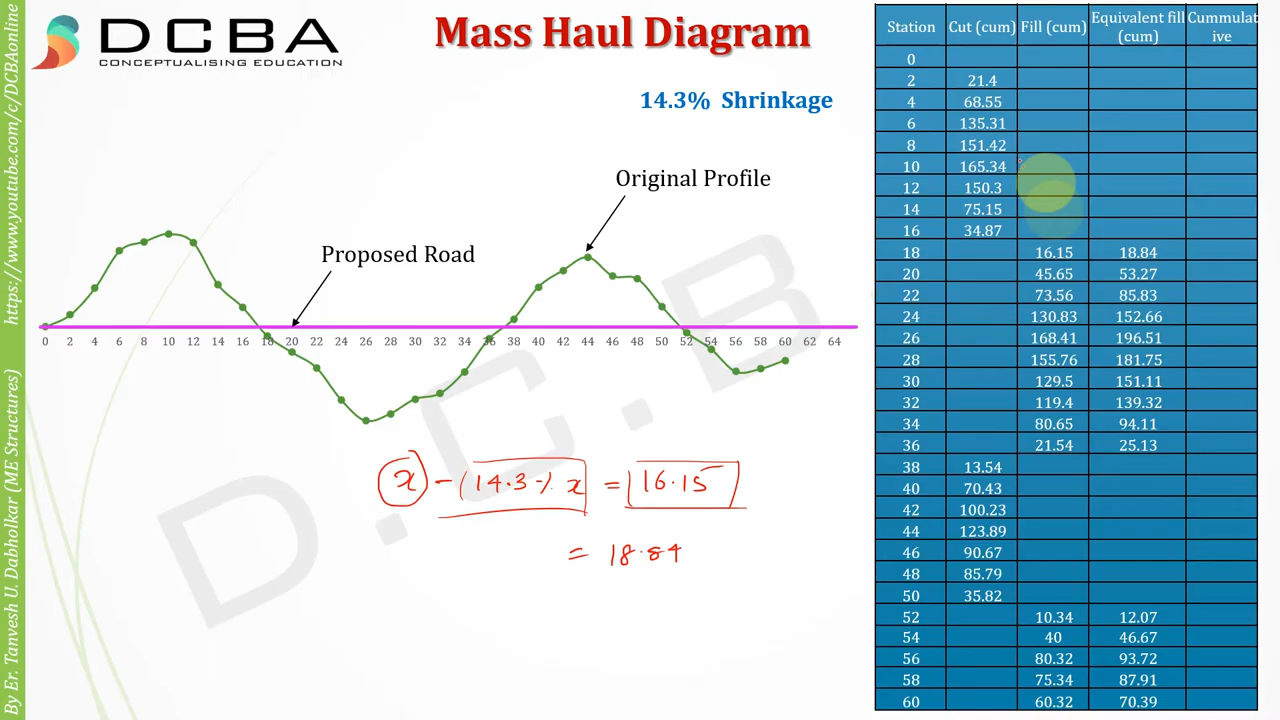 By Er. Tanvesh U. Dabholkar (ME Structures) https://www.youtube.com/c/DCBAonline
DCBA
CONCEPTUALISING EDUCATION
Mass Haul Diagram
14.3% Shrinkage
Original Profile
Proposed Road
0 2 4 6 8 10 12 14 16 18 20 22 24 26 28 30 32 34 36 38 40 42 44 46 48 50 52 54 56 58 60 62 64
D.C.B
x - (14.3%) x = 16.15
= 18.84
Station Cut (cum) Fill (cum) Equivalent fill (cum) Cummulat ive
0
2 21.4
4 68.55
6 135.31
8 151.42
10 165.34
12 150.3
14 75.15
16 34.87
18 16.15 18.84
20 45.65 53.27
22 73.56 85.83
24 130.83 152.66
26 168.41 196.51
28 155.76 181.75
30 129.5 151.11
32 119.4 139.32
34 80.65 94.11
36 21.54 25.13
38 13.54
40 70.43
42 100.23
44 123.89
46 90.67
48 85.79
50 35.82
52 10.34 12.07
54 40 46.67
56 80.32 93.72
58 75.34 87.91
60 60.32 70.39